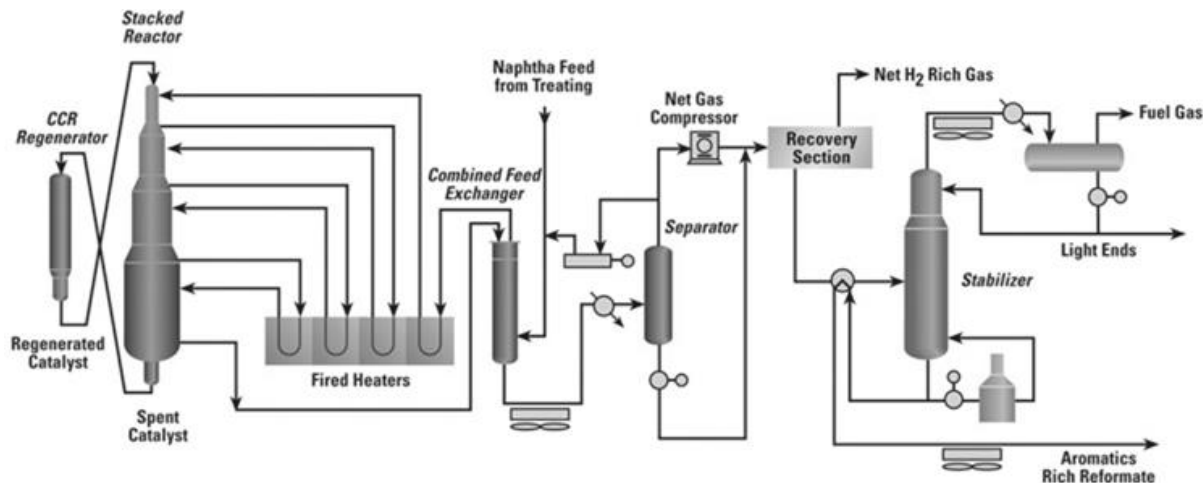 Stacked
Reactor
CCR
Regenerator
Naphtha Feed
from Treating
Net Gas
Compressor
Net H2 Rich Gas
Recovery
Section
Fuel Gas
Combined Feed
Exchanger
Separator
Light Ends
Stabilizer
Regenerated
Catalyst
Fired Heaters
Spent
Catalyst
Aromatics
Rich Reformate